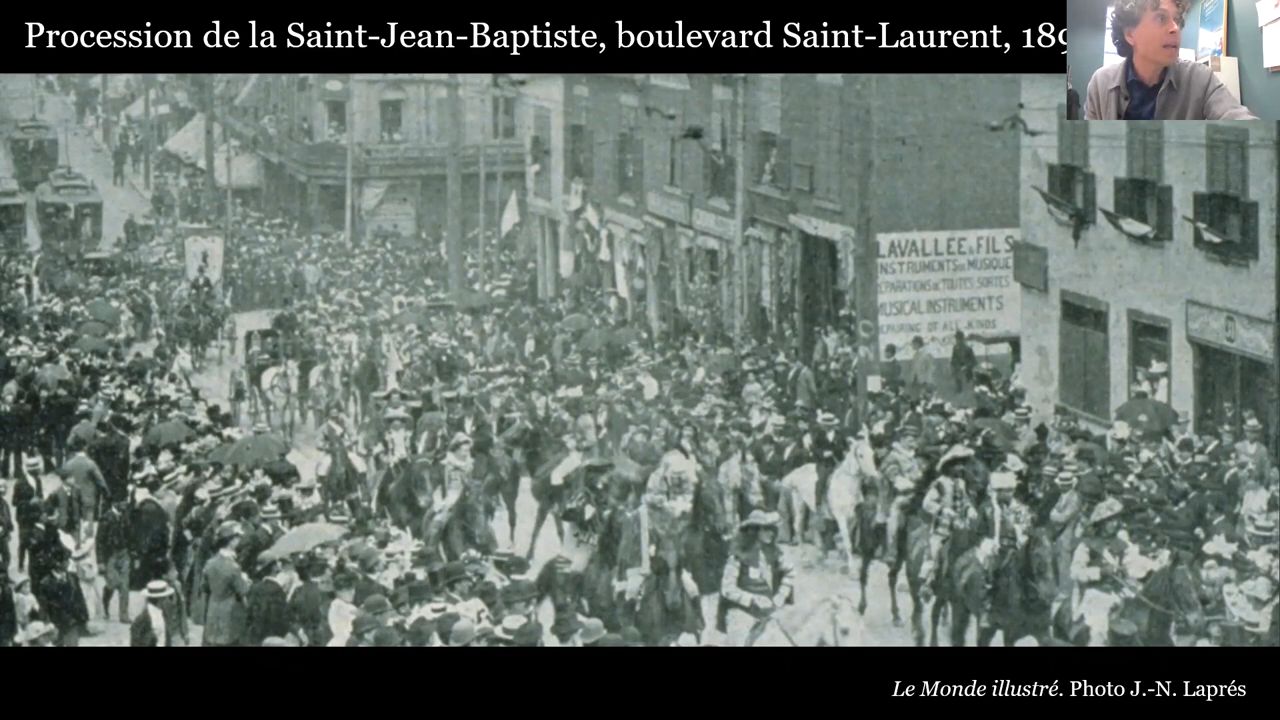 Procession de la Saint-Jean-Baptiste, boulevard Saint-Laurent, 189
LAVALLEE & FILS
INSTRUMENTS DE MUSIQUE
REPARATIONS DE TOUTES SORTES
MUSICAL INSTRUMENTS
REPAIRING OF ALL KINDS
Le Monde illustré. Photo J.-N. Laprés